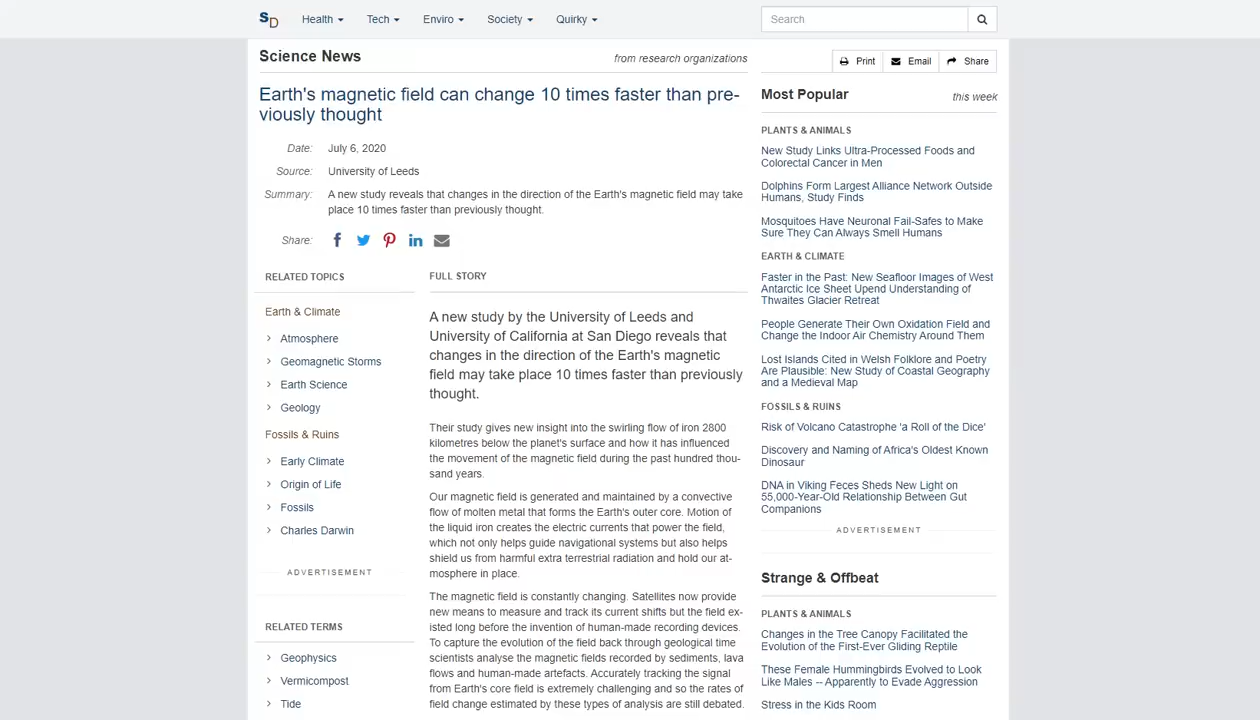 SD
Health
Tech
Enviro
Society
Quirky
Search
Science News
from research organizations
Print
Email
Share
Earth's magnetic field can change 10 times faster than pre-
viously thought
Date: July 6, 2020
Source: University of Leeds
Summary: A new study reveals that changes in the direction of the Earth's magnetic field may take
place 10 times faster than previously thought.
Share:
RELATED TOPICS
Earth & Climate
Atmosphere
Geomagnetic Storms
Earth Science
Geology
Fossils & Ruins
Early Climate
Origin of Life
Fossils
Charles Darwin
ADVERTISEMENT
RELATED TERMS
Geophysics
Vermicompost
Tide
FULL STORY
A new study by the University of Leeds and
University of California at San Diego reveals that
changes in the direction of the Earth's magnetic
field may take place 10 times faster than previously
thought.
Their study gives new insight into the swirling flow of iron 2800
kilometres below the planet's surface and how it has influenced
the movement of the magnetic field during the past hundred thou-
sand years.
Our magnetic field is generated and maintained by a convective
flow of molten metal that forms the Earth's outer core. Motion of
the liquid iron creates the electric currents that power the field,
which not only helps guide navigational systems but also helps
shield us from harmful extra terrestrial radiation and hold our at-
mosphere in place.
The magnetic field is constantly changing. Satellites now provide
new means to measure and track its current shifts but the field ex-
isted long before the invention of human-made recording devices.
To capture the evolution of the field back through geological time
scientists analyse the magnetic fields recorded by sediments, lava
flows and human-made artefacts. Accurately tracking the signal
from Earth's core field is extremely challenging and so the rates of
field change estimated by these types of analysis are still debated.
Most Popular
this week
PLANTS & ANIMALS
New Study Links Ultra-Processed Foods and
Colorectal Cancer in Men
Dolphins Form Largest Alliance Network Outside
Humans, Study Finds
Mosquitoes Have Neuronal Fail-Safes to Make
Sure They Can Always Smell Humans
EARTH & CLIMATE
Faster in the Past: New Seafloor Images of West
Antarctic Ice Sheet Upend Understanding of
Thwaites Glacier Retreat
People Generate Their Own Oxidation Field and
Change the Indoor Air Chemistry Around Them
Lost Islands Cited in Welsh Folklore and Poetry
Are Plausible: New Study of Coastal Geography
and a Medieval Map
FOSSILS & RUINS
Risk of Volcano Catastrophe 'a Roll of the Dice'
Discovery and Naming of Africa's Oldest Known
Dinosaur
DNA in Viking Feces Sheds New Light on
55,000-Year-Old Relationship Between Gut
Companions
ADVERTISEMENT
Strange & Offbeat
PLANTS & ANIMALS
Changes in the Tree Canopy Facilitated the
Evolution of the First-Ever Gliding Reptile
These Female Hummingbirds Evolved to Look
Like Males -- Apparently to Evade Aggression
Stress in the Kids Room